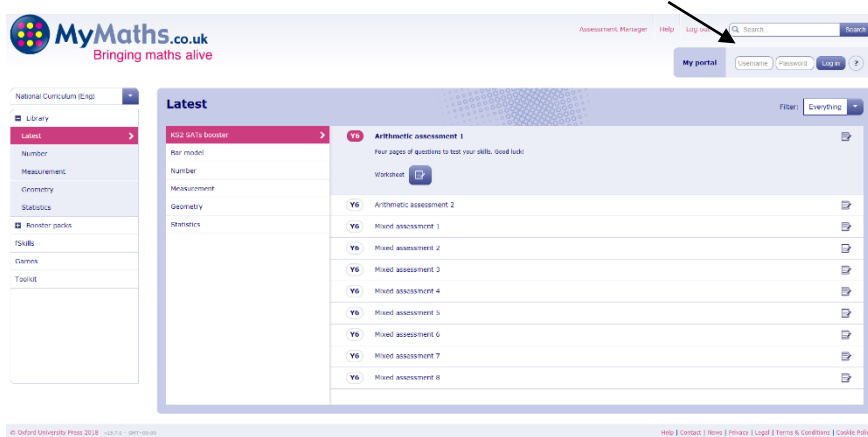 MyMaths.co.uk
Bringing maths alive
Assessment Manager Help Log out Search... Search
My portal Username Password Log in ?
National Curriculum (Eng)
Library
Latest
Number
Measurement
Geometry
Statistics
Booster packs
Games
Toolkit
Latest
Filter: Everything
KS2 SATs booster
Bar model
Number
Measurement
Geometry
Statistics
Y6 Arithmetic assessment 1
Four pages of questions to test your skills. Good luck!
Worksheet
Y6 Arithmetic assessment 2
Y6 Mixed assessment 1
Y6 Mixed assessment 2
Y6 Mixed assessment 3
Y6 Mixed assessment 4
Y6 Mixed assessment 5
Y6 Mixed assessment 6
Y6 Mixed assessment 7
Y6 Mixed assessment 8
© Oxford University Press 2018
Help | Contact | News | Privacy | Legal | Terms & Conditions | Cookie